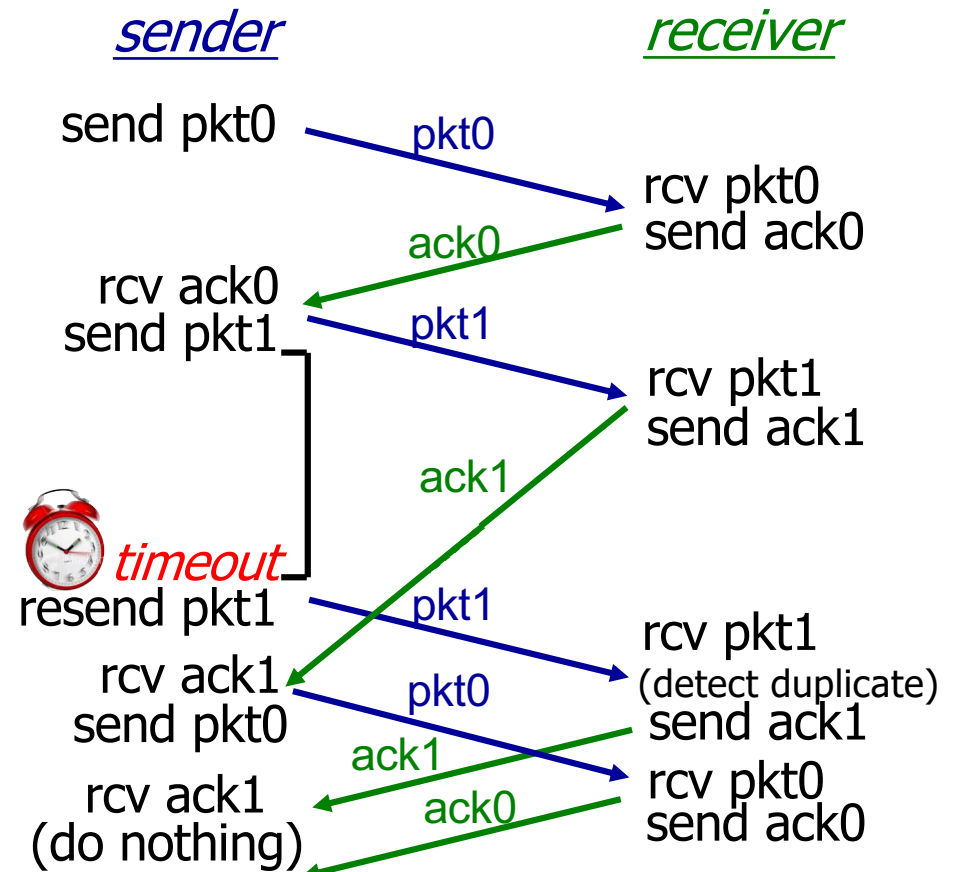 sender
receiver
send pkt0
pkt0
rcv pkt0
send ack0
ack0
rcv ack0
send pkt1
pkt1
rcv pkt1
send ack1
ack1
timeout
resend pkt1
pkt1
rcv pkt1
(detect duplicate)
send ack1
rcv ack1
send pkt0
pkt0
ack1
rcv pkt0
send ack0
rcv ack1
(do nothing)
ack0